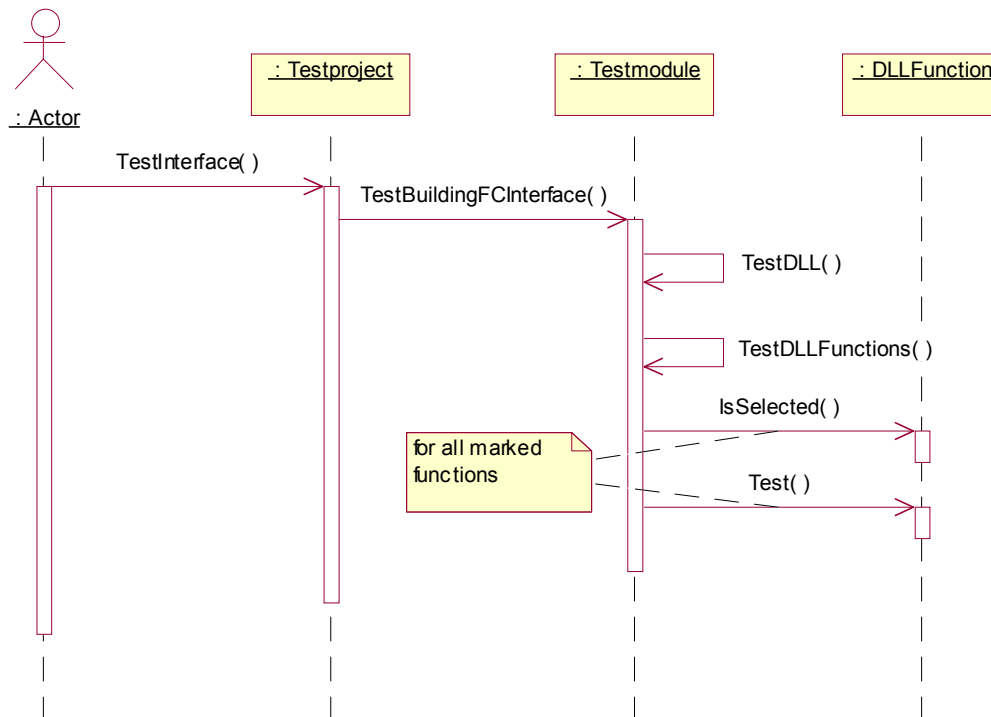 : Testproject
: Testmodule
: DLLFunction
: Actor
TestInterface( )
TestBuildingFCInterface( )
TestDLL( )
TestDLLFunctions( )
IsSelected( )
for all marked
functions
Test( )